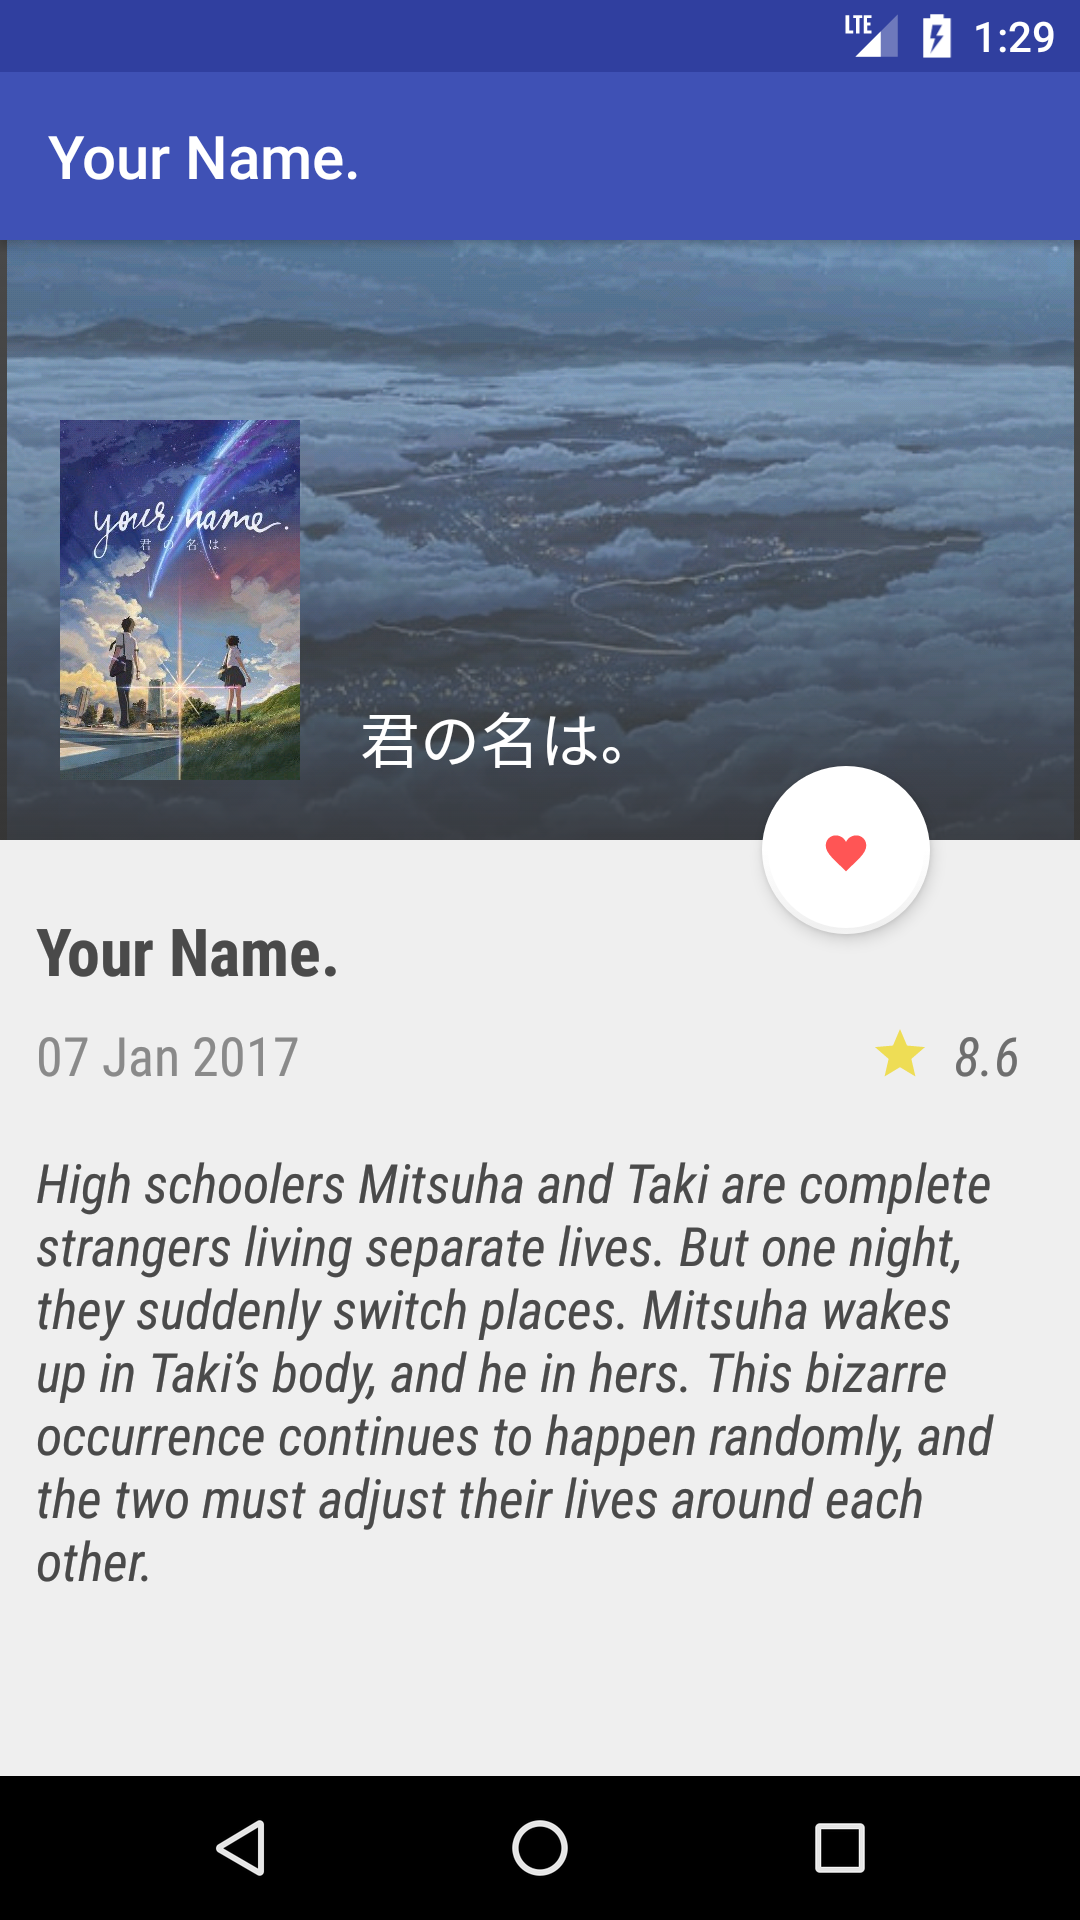 LTE 1:29
Your Name.
your name.
君の名は。
君の名は。
Your Name.
07 Jan 2017
8.6
High schoolers Mitsuha and Taki are complete
strangers living separate lives. But one night,
they suddenly switch places. Mitsuha wakes
up in Taki’s body, and he in hers. This bizarre
occurrence continues to happen randomly, and
the two must adjust their lives around each
other.